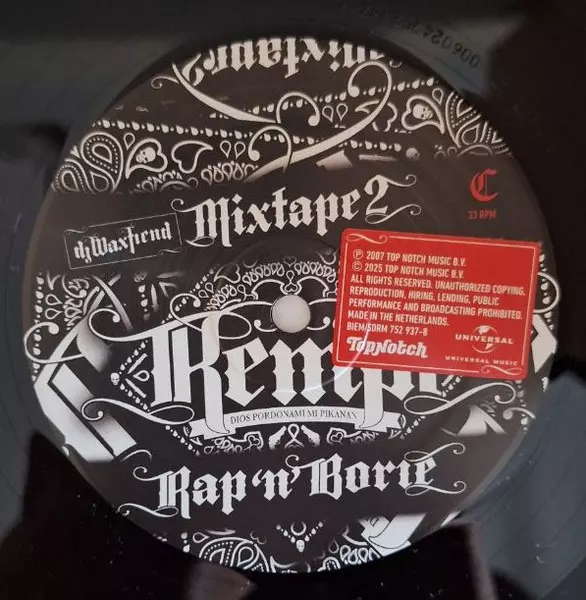 Mixtape 2
djWaxfiend
C
33 RPM
℗ 2007 TOP NOTCH MUSIC B.V.
© 2025 TOP NOTCH MUSIC B.V.
ALL RIGHTS RESERVED. UNAUTHORIZED COPYING,
REPRODUCTION, HIRING, LENDING, PUBLIC
PERFORMANCE AND BROADCASTING PROHIBITED.
MADE IN THE NETHERLANDS.
BIEM/SDRM 752 937-8
TopNotch
UNIVERSAL
UNIVERSAL MUSIC
DIOS PORDONAMI MI PIKANAN
Rap 'n' Borie